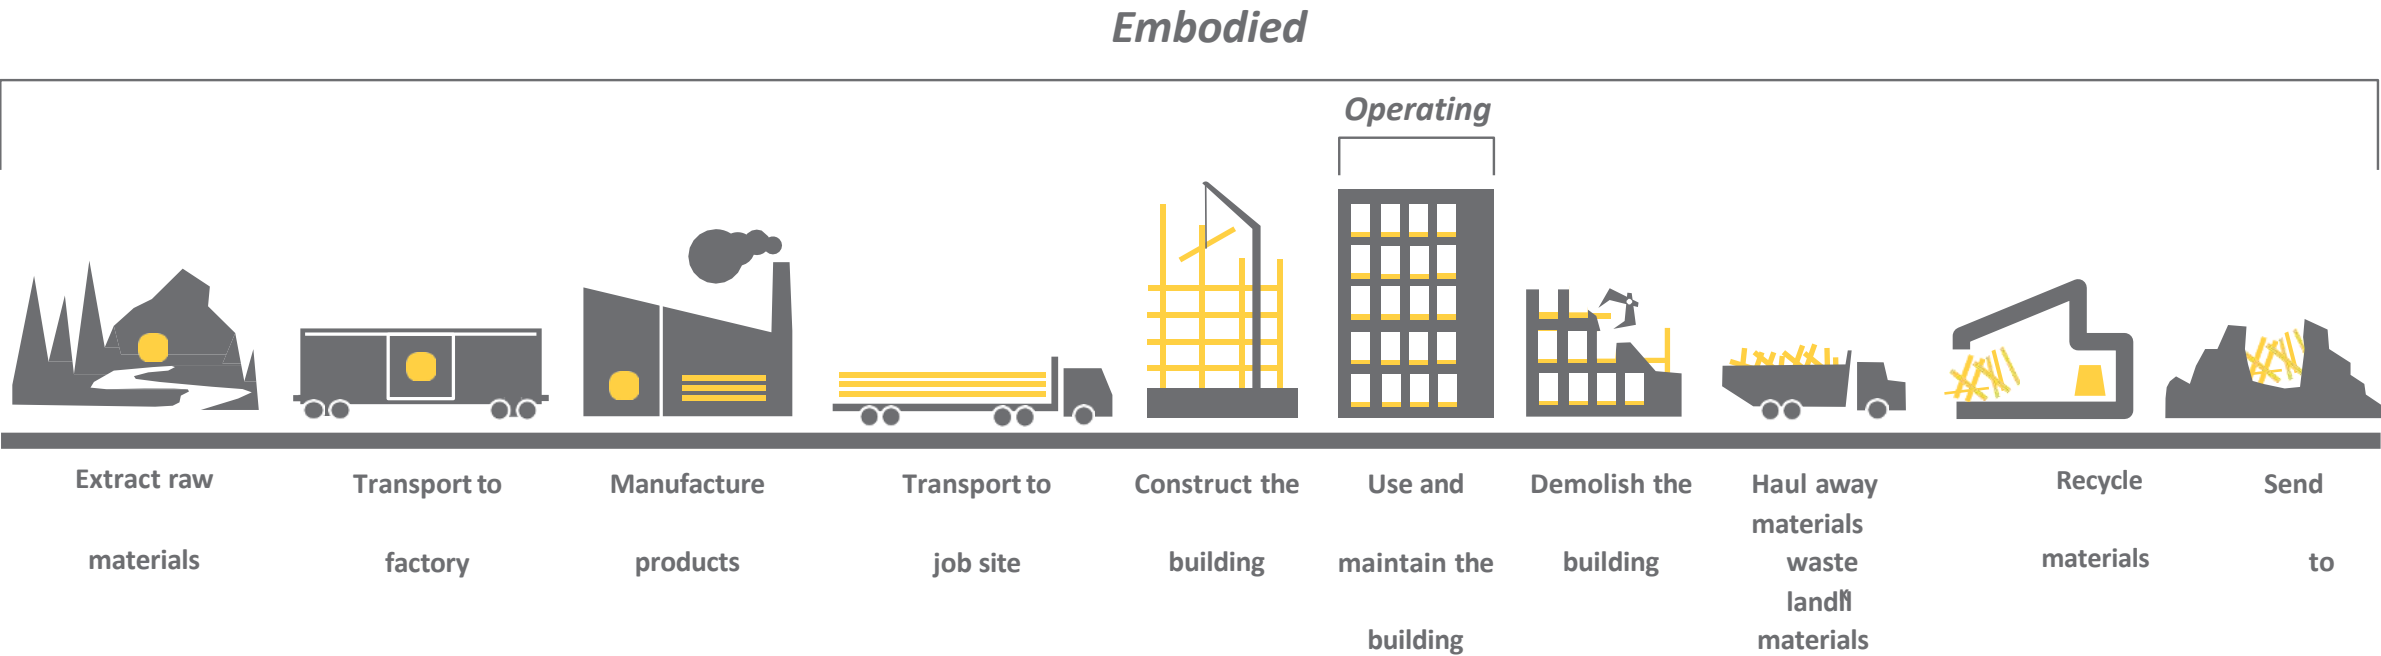 Embodied
Operating
Extract raw
materials
Transport to
factory
Manufacture
products
Transport to
job site
Construct the
building
Use and
maintain the
building
Demolish the
building
Haul away
materials
waste
materials
Recycle
materials
Send
to